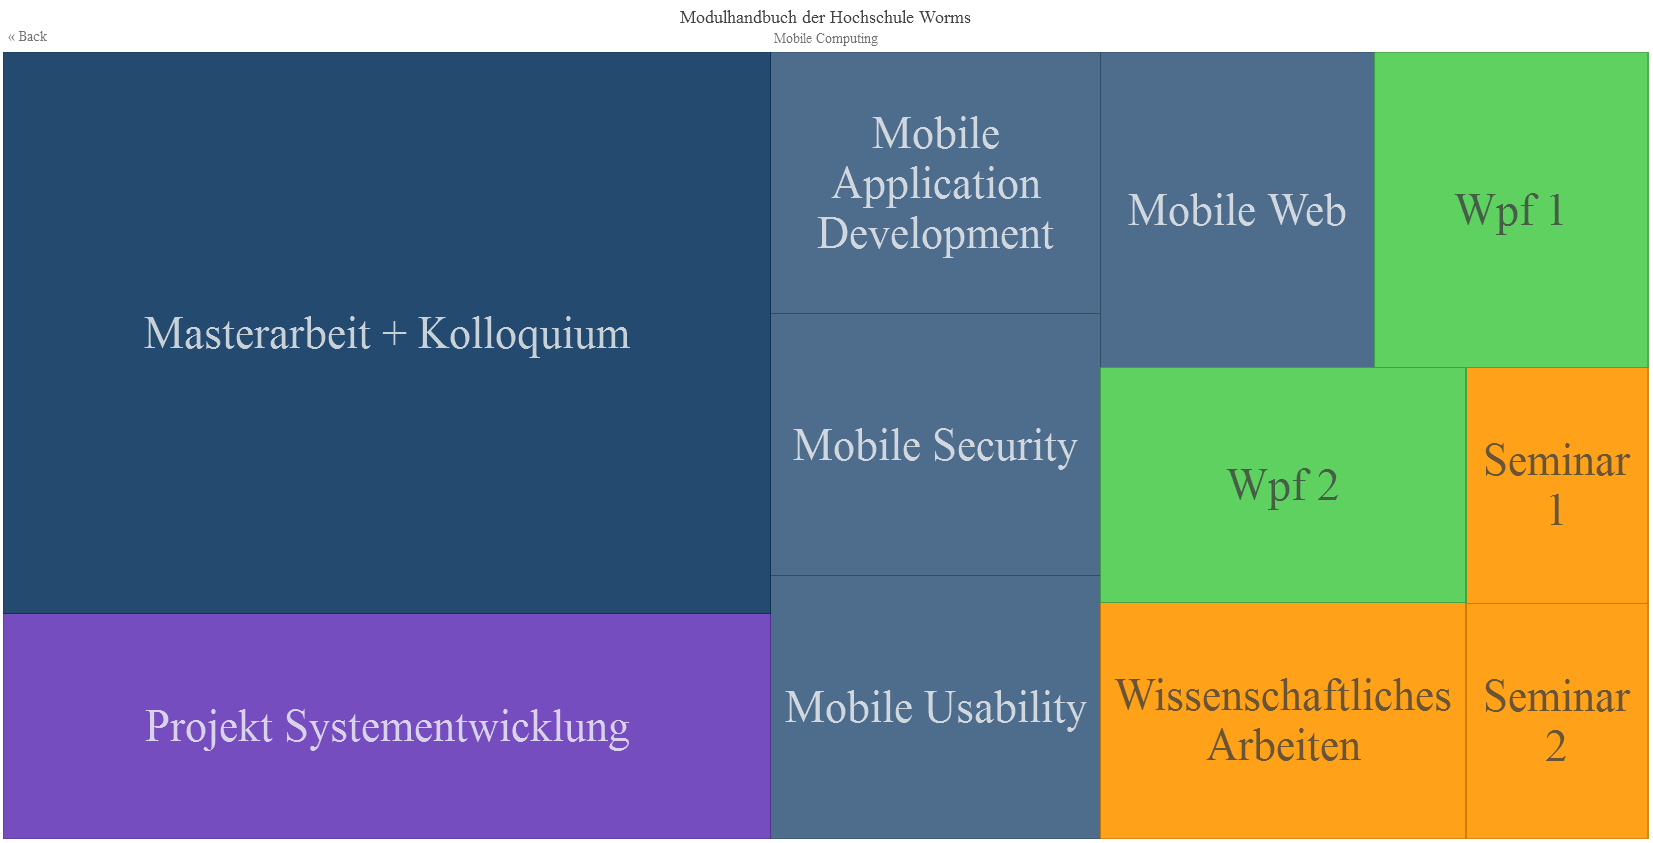 Modulhandbuch der Hochschule Worms
« Back
Mobile Computing
Masterarbeit + Kolloquium
Projekt Systementwicklung
Mobile
Application
Development
Mobile Security
Mobile Usability
Mobile Web
Wpf 1
Wpf 2
Seminar
1
Wissenschaftliches
Arbeiten
Seminar
2